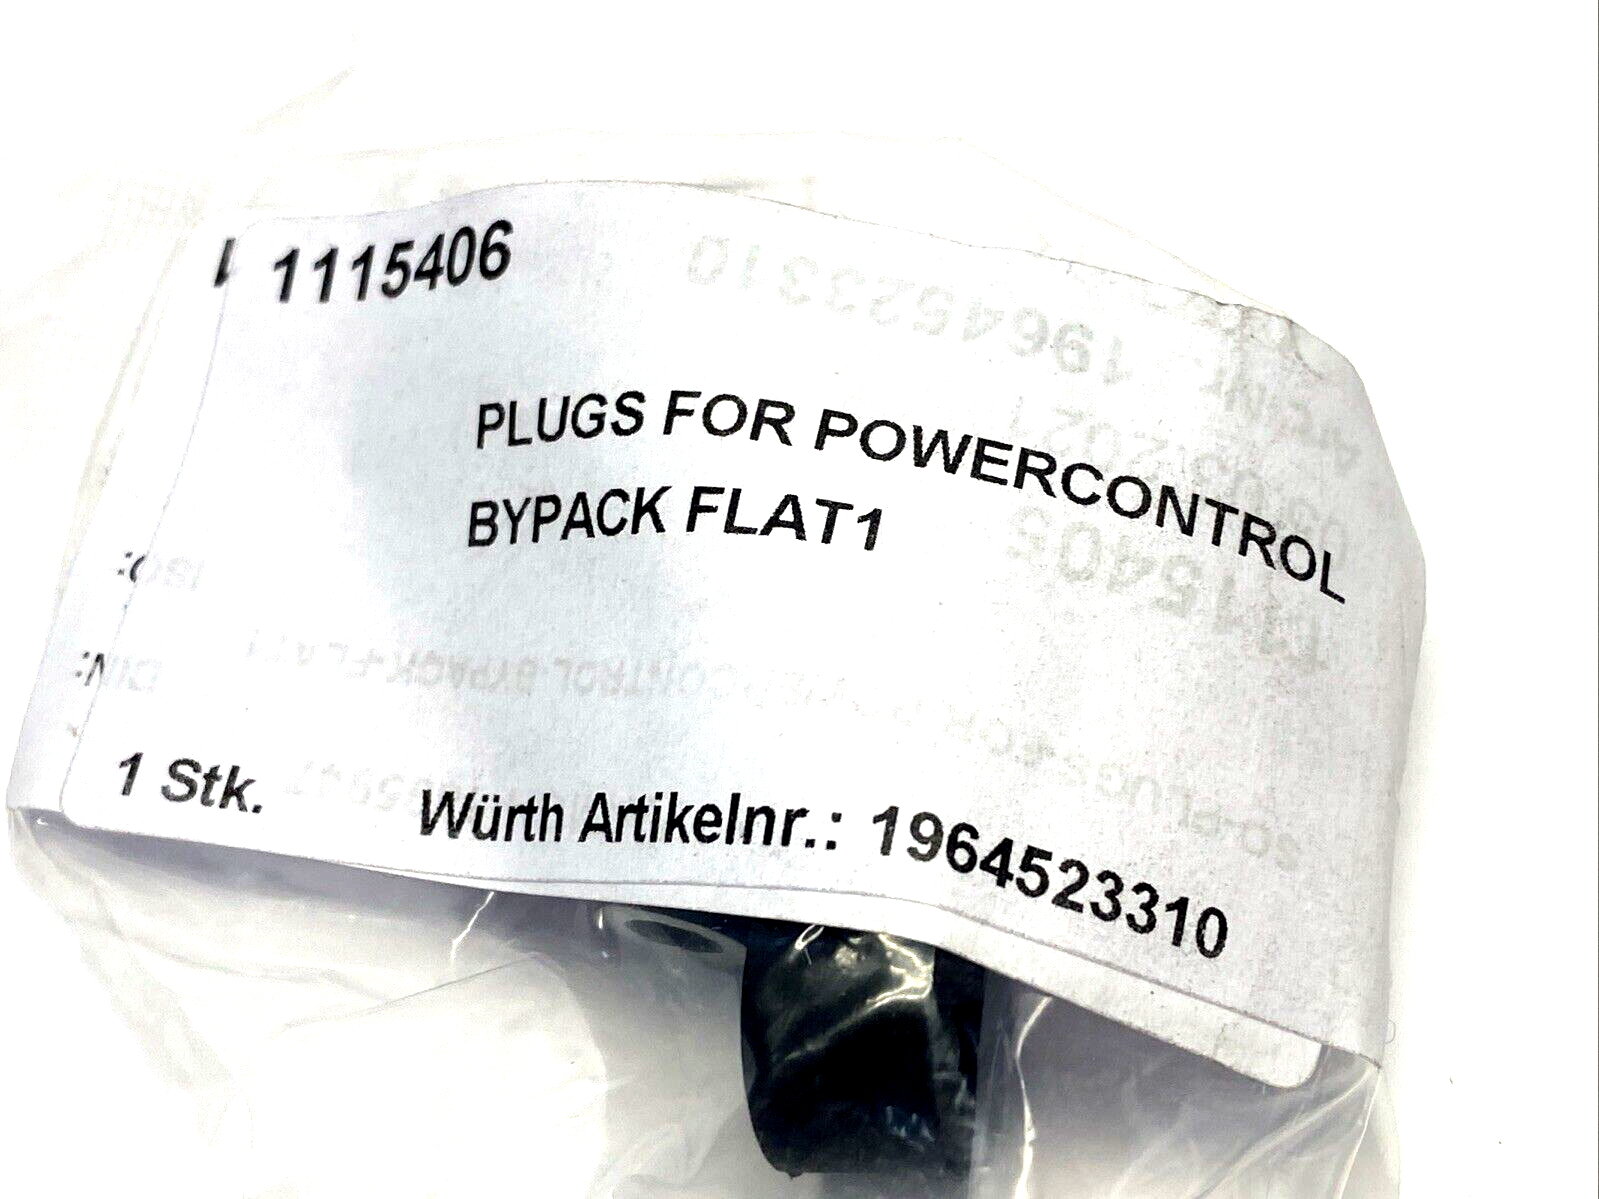 1115406
PLUGS FOR POWERCONTROL
BYPACK FLAT1
1 Stk. Würth Artikelnr.: 1964523310